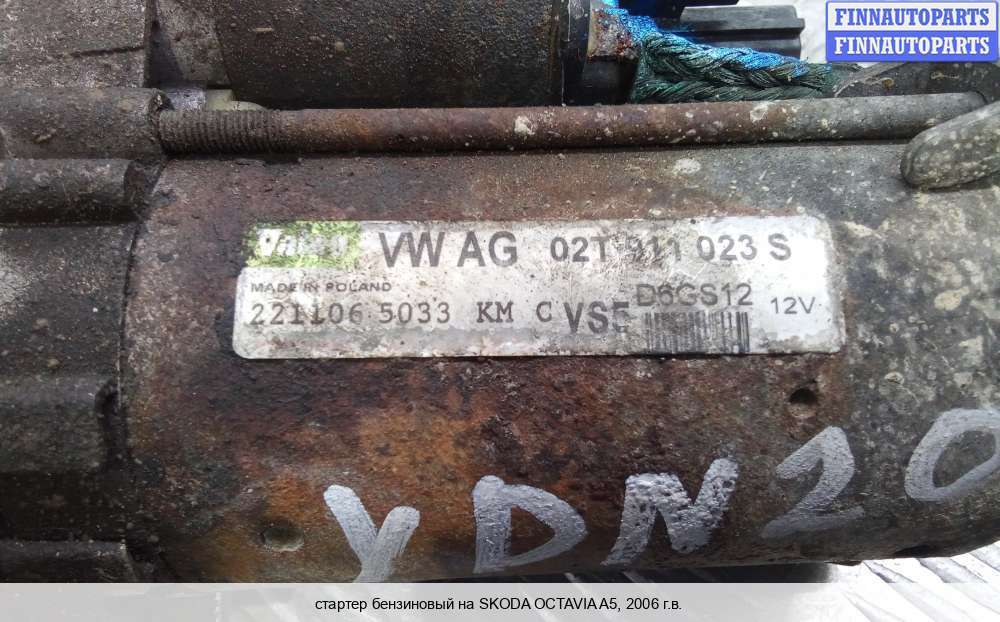 FINNAUTOPARTS
FINNAUTOPARTS
Valeo VW AG 02T 911 023 S
MADE IN POLAND
221106 5033 KM C VS5 D6GS12 12V
YDN20
стартер бензиновый на SKODA OCTAVIA A5, 2006 г.в.